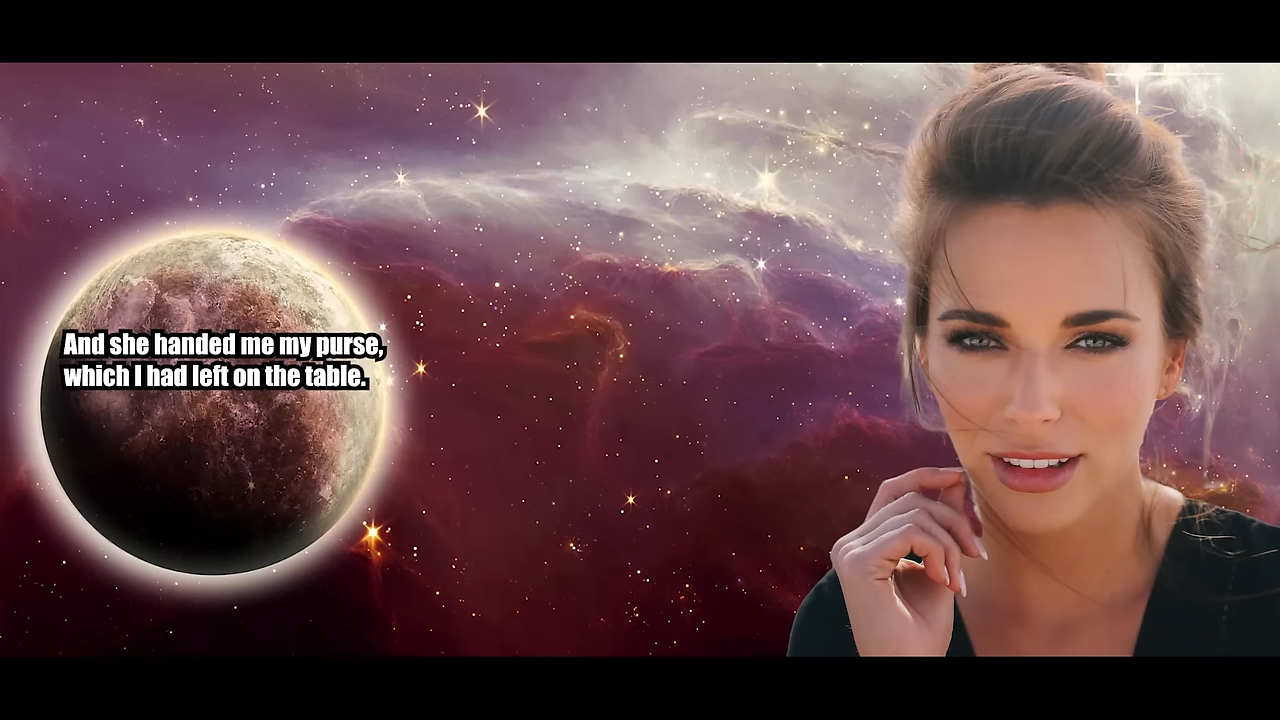 And she handed me my purse,
which I had left on the table.